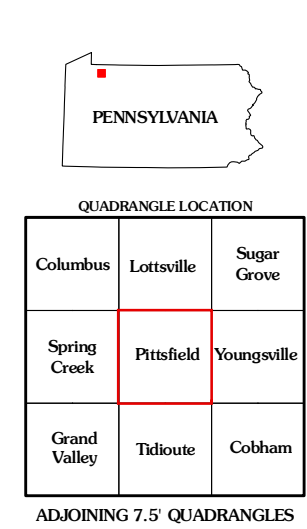 PENNSYLVANIA
QUADRANGLE LOCATION
Columbus
Lottsville
Sugar
Grove
Spring
Creek
Pittsfield
Youngsville
Grand
Valley
Tidioute
Cobham
ADJOINING 7.5' QUADRANGLES